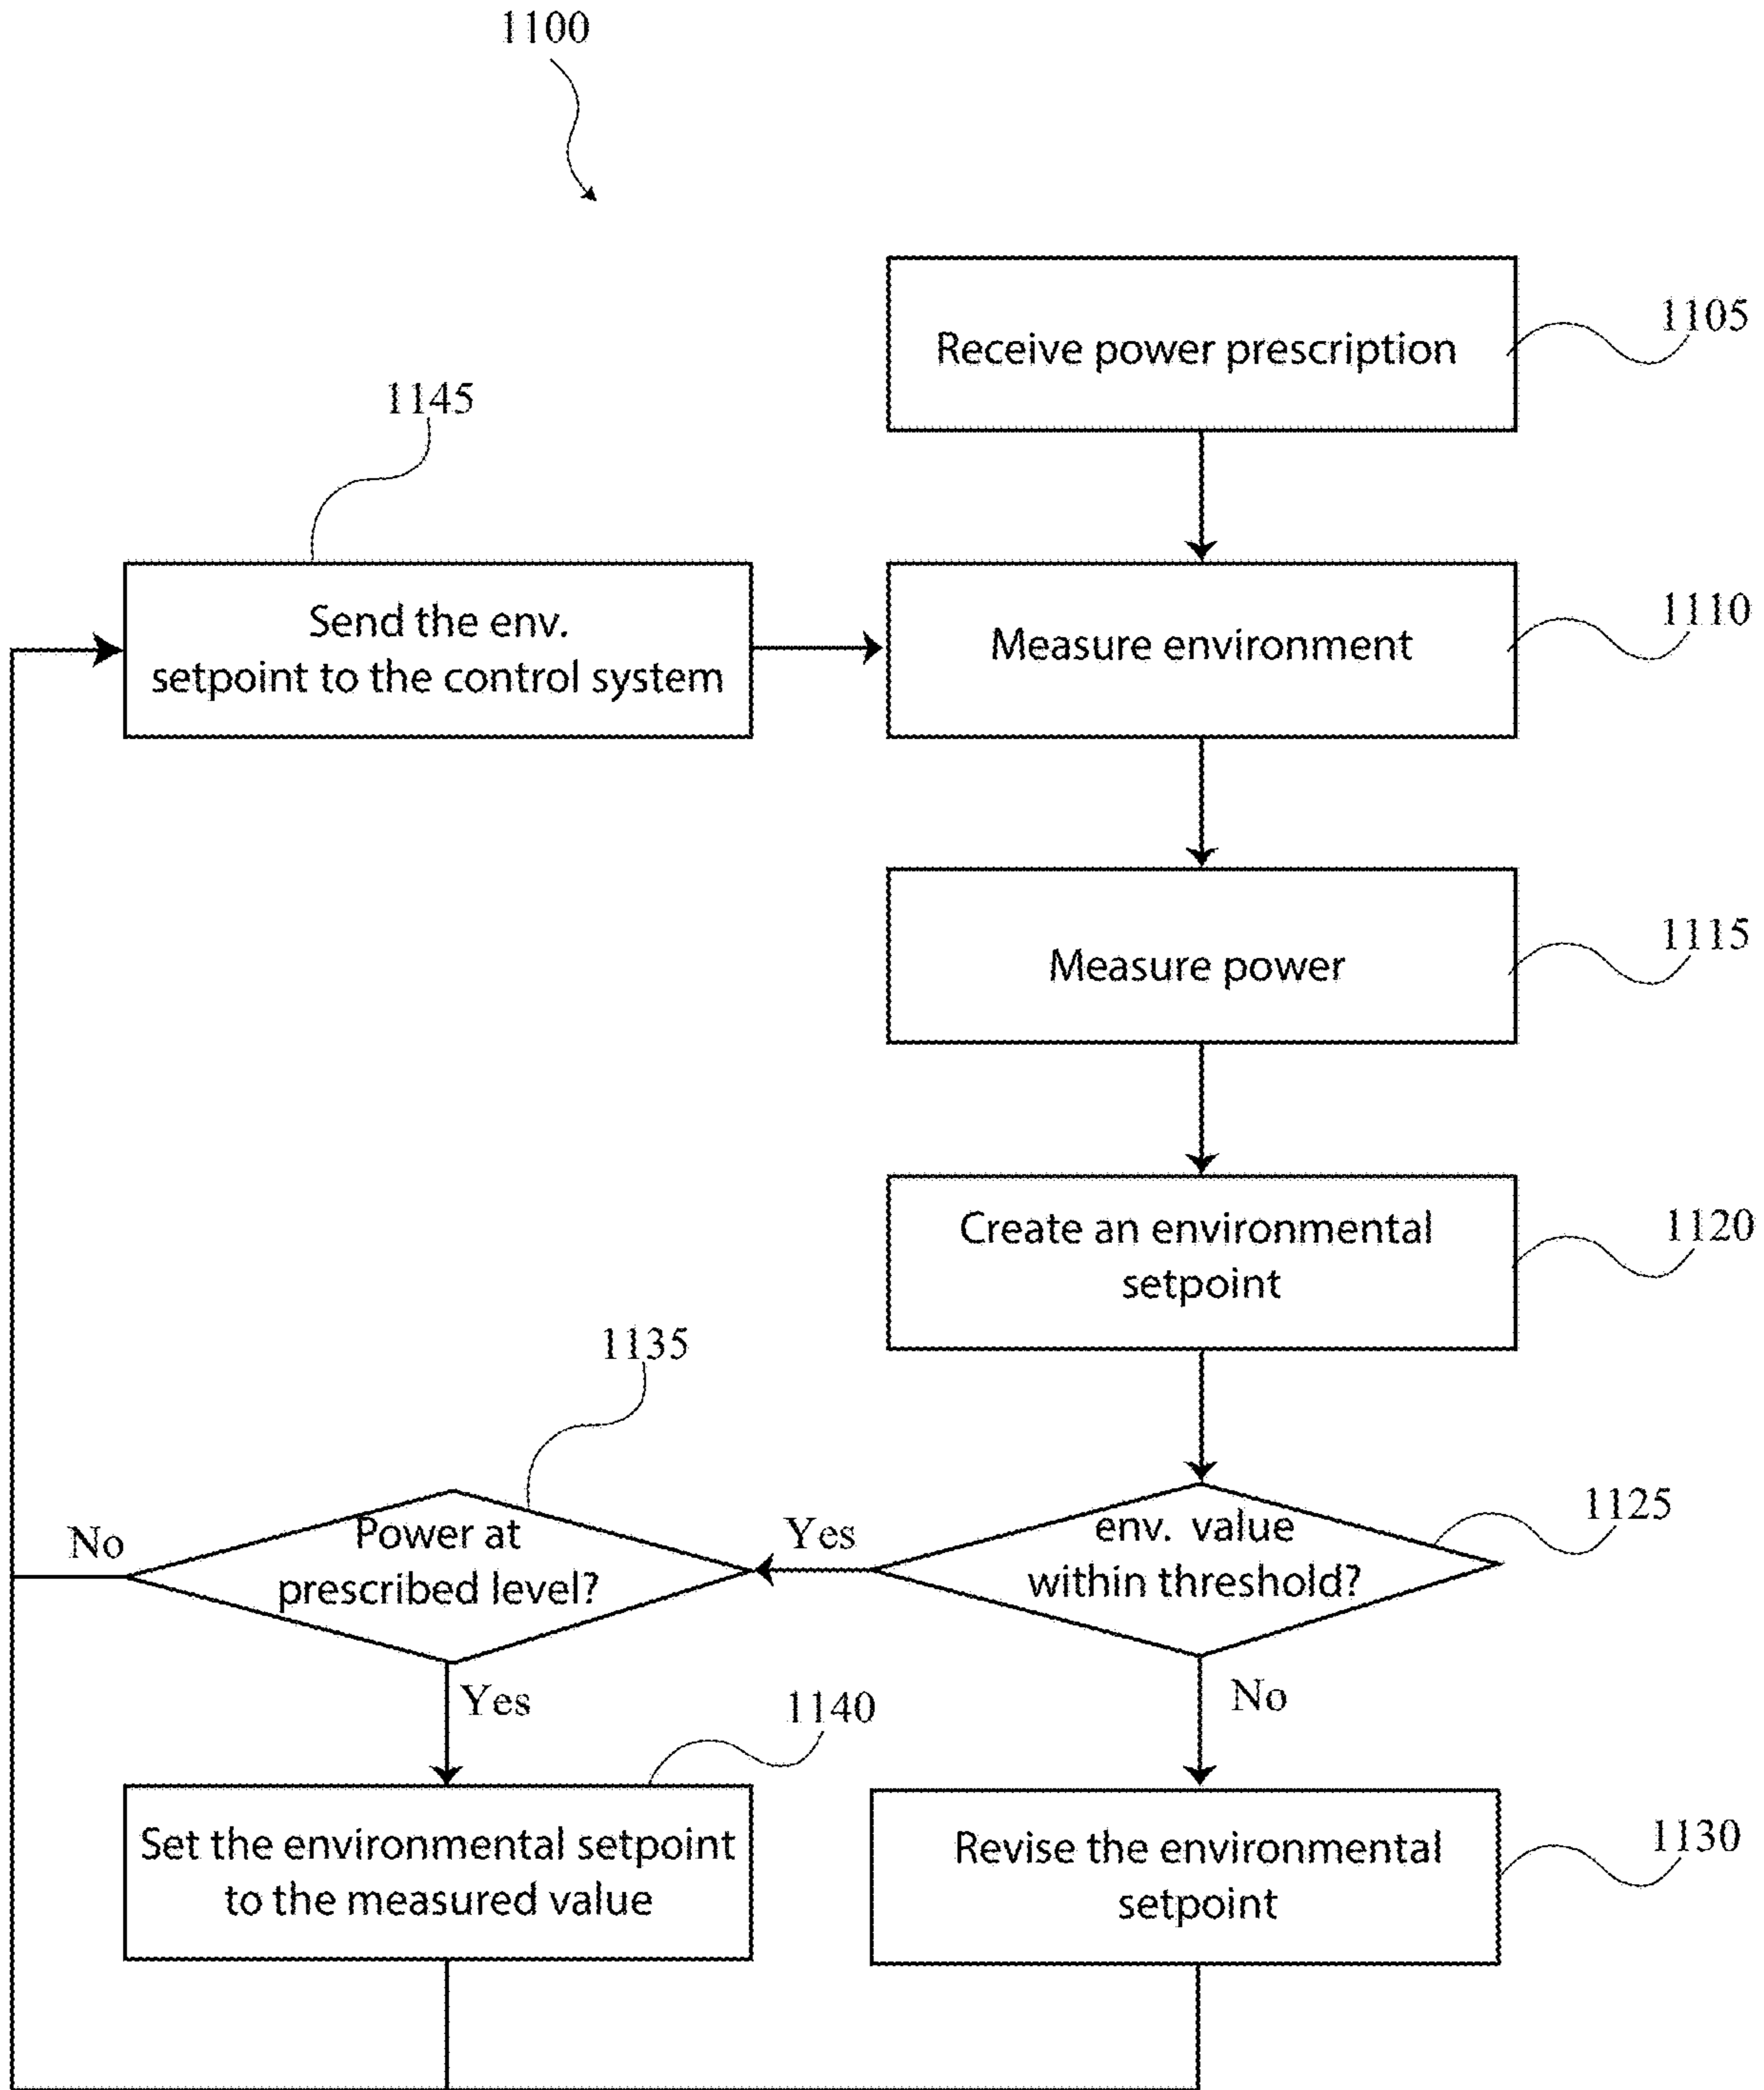 1100
Receive power prescription
1105
1145
Send the env.
setpoint to the control system
Measure environment
1110
Measure power
1115
Create an environmental
setpoint
1120
1135
Power at
prescribed level?
No
Yes
env. value
within threshold?
1125
Yes
No
1140
Set the environmental setpoint
to the measured value
Revise the environmental
setpoint
1130